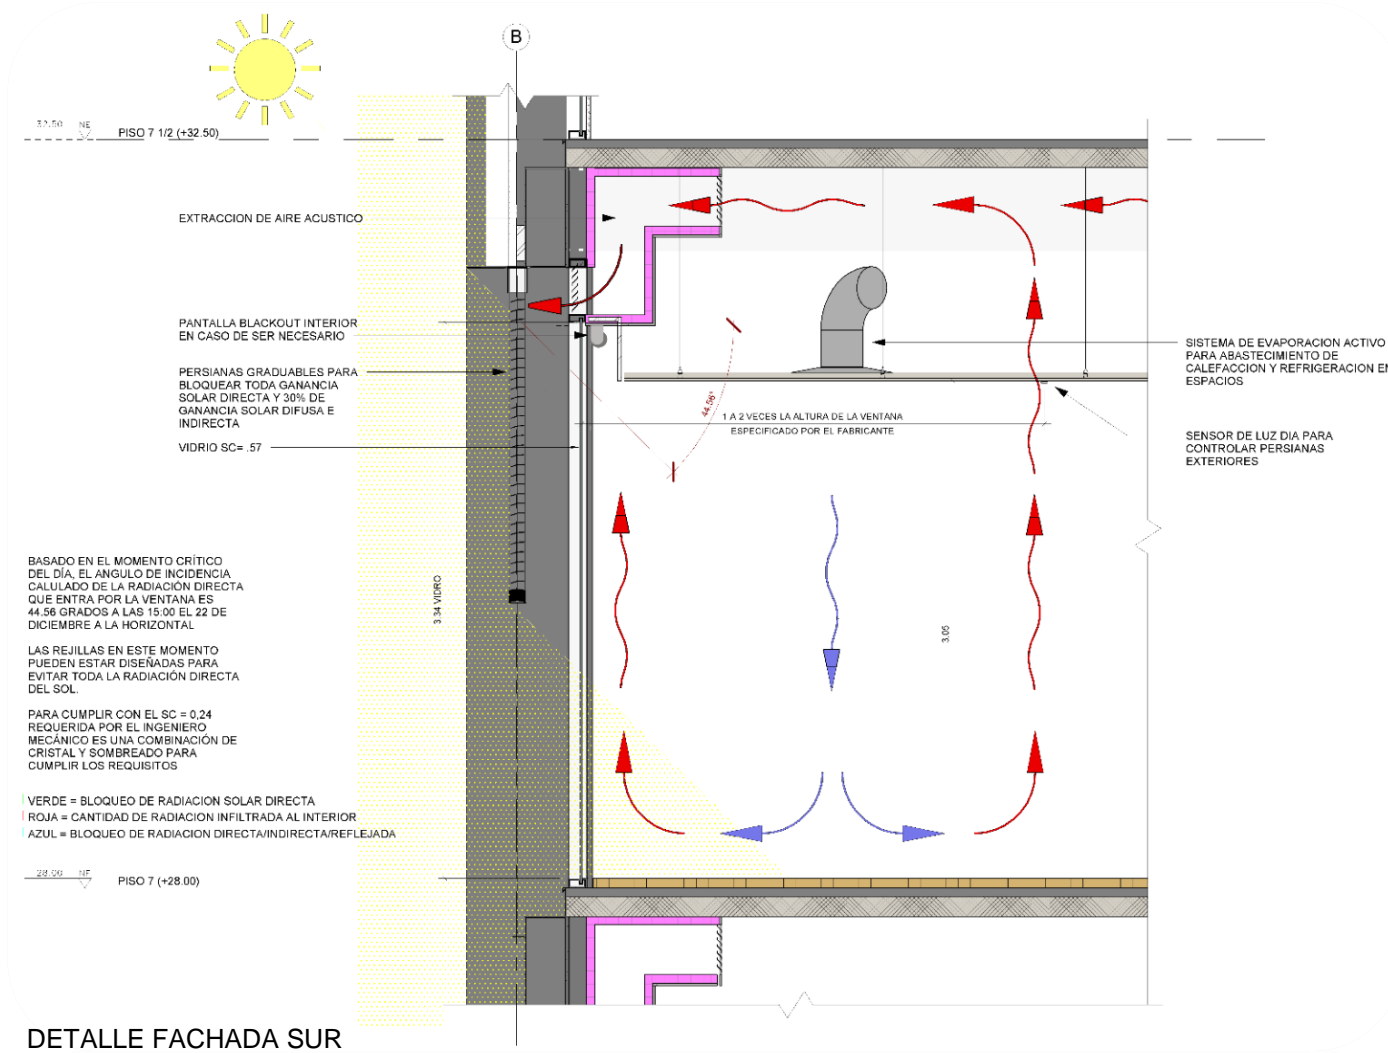 B
32.50 NE
PISO 7 1/2 (+32.50)
EXTRACCION DE AIRE ACUSTICO
PANTALLA BLACKOUT INTERIOR
EN CASO DE SER NECESARIO
PERSIANAS GRADUABLES PARA
BLOQUEAR TODA GANANCIA
SOLAR DIRECTA Y 30% DE
GANANCIA SOLAR DIFUSA E
INDIRECTA
VIDRIO SC= .57
44.56°
1 A 2 VECES LA ALTURA DE LA VENTANA
ESPECIFICADO POR EL FABRICANTE
SISTEMA DE EVAPORACION ACTIVO
PARA ABASTECIMIENTO DE
CALEFACCION Y REFRIGERACION EN
ESPACIOS
SENSOR DE LUZ DIA PARA
CONTROLAR PERSIANAS
EXTERIORES
BASADO EN EL MOMENTO CRÍTICO
DEL DÍA, EL ANGULO DE INCIDENCIA
CALULADO DE LA RADIACIÓN DIRECTA
QUE ENTRA POR LA VENTANA ES
44.56 GRADOS A LAS 15:00 EL 22 DE
DICIEMBRE A LA HORIZONTAL
LAS REJILLAS EN ESTE MOMENTO
PUEDEN ESTAR DISEÑADAS PARA
EVITAR TODA LA RADIACIÓN DIRECTA
DEL SOL.
PARA CUMPLIR CON EL SC = 0,24
REQUERIDA POR EL INGENIERO
MECÁNICO ES UNA COMBINACIÓN DE
CRISTAL Y SOMBREADO PARA
CUMPLIR LOS REQUISITOS
3.34 VIDRO
3.05
VERDE = BLOQUEO DE RADIACION SOLAR DIRECTA
ROJA = CANTIDAD DE RADIACION INFILTRADA AL INTERIOR
AZUL = BLOQUEO DE RADIACION DIRECTA/INDIRECTA/REFLEJADA
28.00 NF
PISO 7 (+28.00)
DETALLE FACHADA SUR